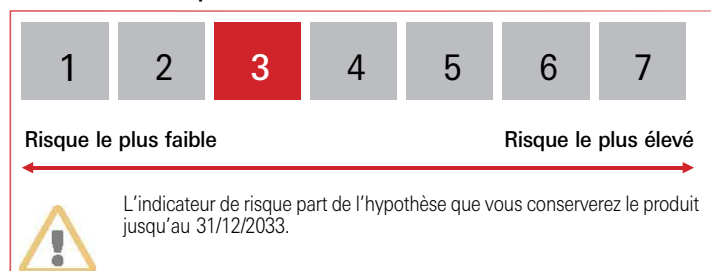 1 2 3 4 5 6 7
Risque le plus faible Risque le plus élevé
L'indicateur de risque part de l'hypothèse que vous conserverez le produit
jusqu'au 31/12/2033.